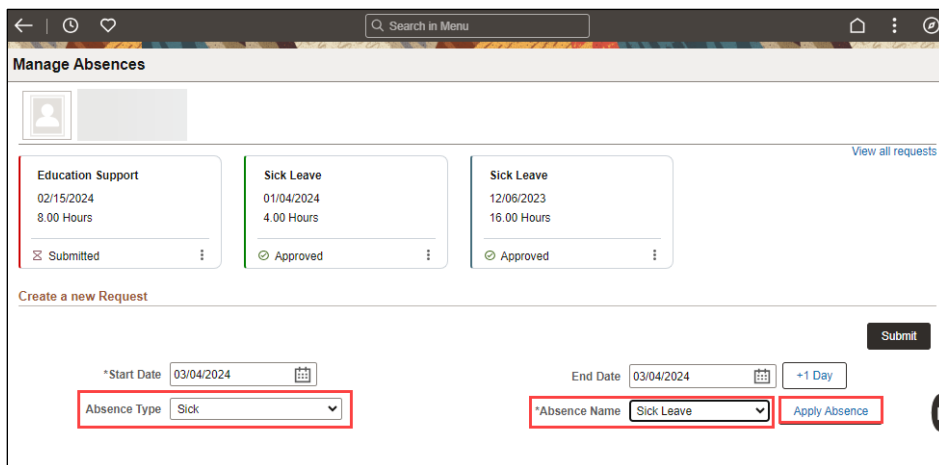 Search in Menu
Manage Absences
View all requests
Education Support
02/15/2024
8.00 Hours
Submitted
Sick Leave
01/04/2024
4.00 Hours
Approved
Sick Leave
12/06/2023
16.00 Hours
Approved
Create a new Request
Submit
*Start Date 03/04/2024
End Date 03/04/2024 +1 Day
Absence Type Sick
*Absence Name Sick Leave Apply Absence